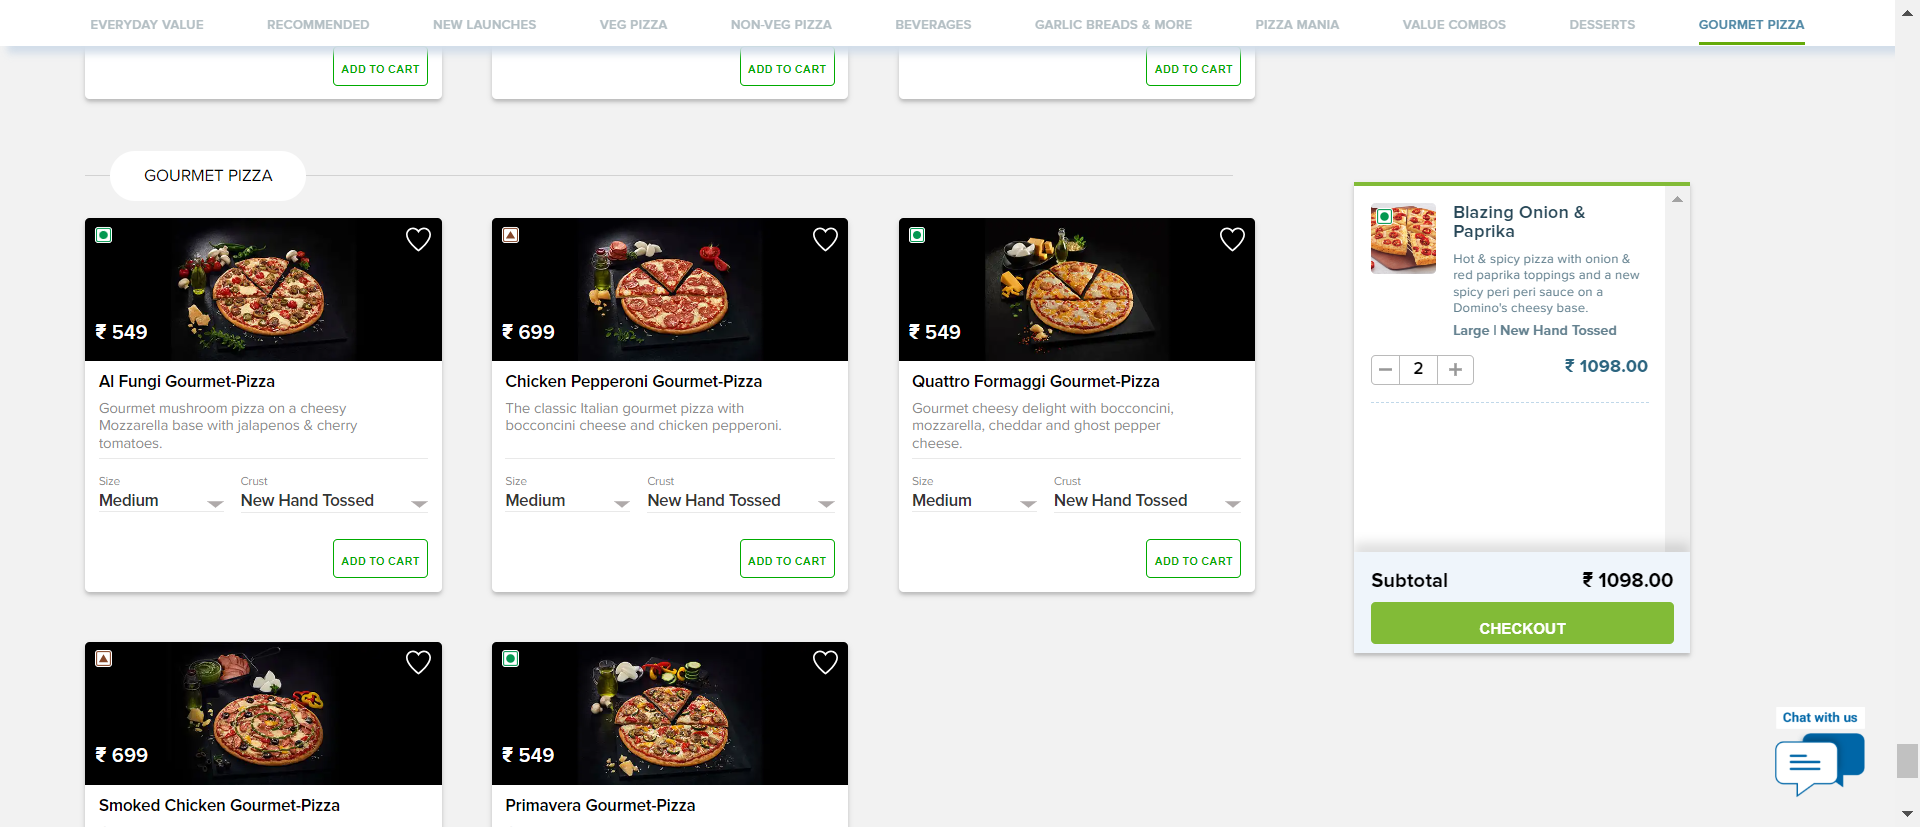 EVERYDAY VALUE
RECOMMENDED
NEW LAUNCHES
VEG PIZZA
NON-VEG PIZZA
BEVERAGES
GARLIC BREADS & MORE
PIZZA MANIA
VALUE COMBOS
DESSERTS
GOURMET PIZZA
ADD TO CART
ADD TO CART
ADD TO CART
GOURMET PIZZA
₹ 549
Al Fungi Gourmet-Pizza
Gourmet mushroom pizza on a cheesy
Mozzarella base with jalapenos & cherry
tomatoes.
Size
Medium
Crust
New Hand Tossed
ADD TO CART
₹ 699
Chicken Pepperoni Gourmet-Pizza
The classic Italian gourmet pizza with
bocconcini cheese and chicken pepperoni.
Size
Medium
Crust
New Hand Tossed
ADD TO CART
₹ 549
Quattro Formaggi Gourmet-Pizza
Gourmet cheesy delight with bocconcini,
mozzarella, cheddar and ghost pepper
cheese.
Size
Medium
Crust
New Hand Tossed
ADD TO CART
₹ 699
Smoked Chicken Gourmet-Pizza
₹ 549
Primavera Gourmet-Pizza
Blazing Onion &
Paprika
Hot & spicy pizza with onion &
red paprika toppings and a new
spicy peri peri sauce on a
Domino's cheesy base.
Large | New Hand Tossed
2
₹ 1098.00
Subtotal
₹ 1098.00
CHECKOUT
Chat with us